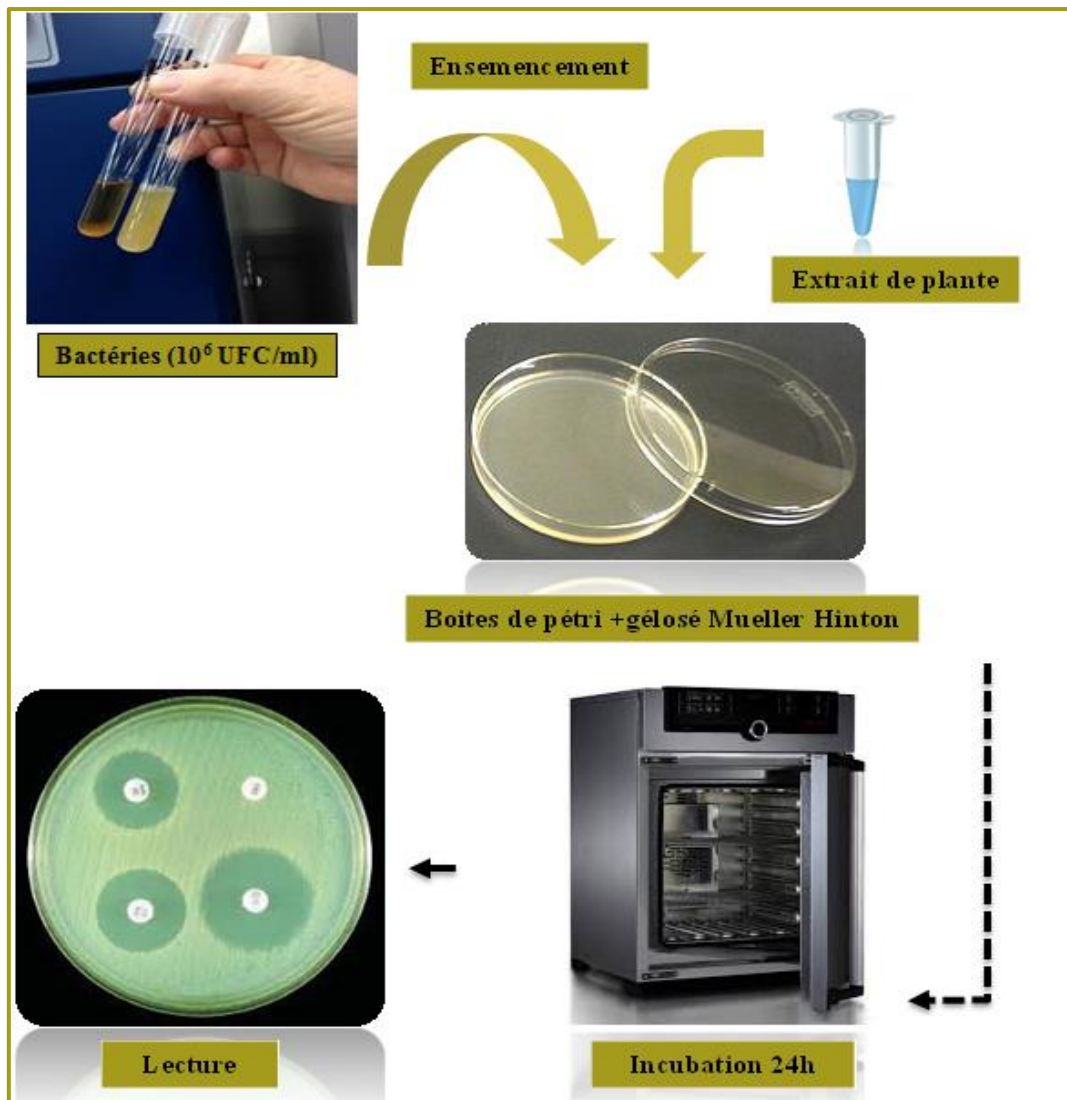 Ensemencement
Extrait de plante
Bactéries (10⁶ UFC/ml)
Boites de pétri +gélosé Mueller Hinton
Lecture
Incubation 24h